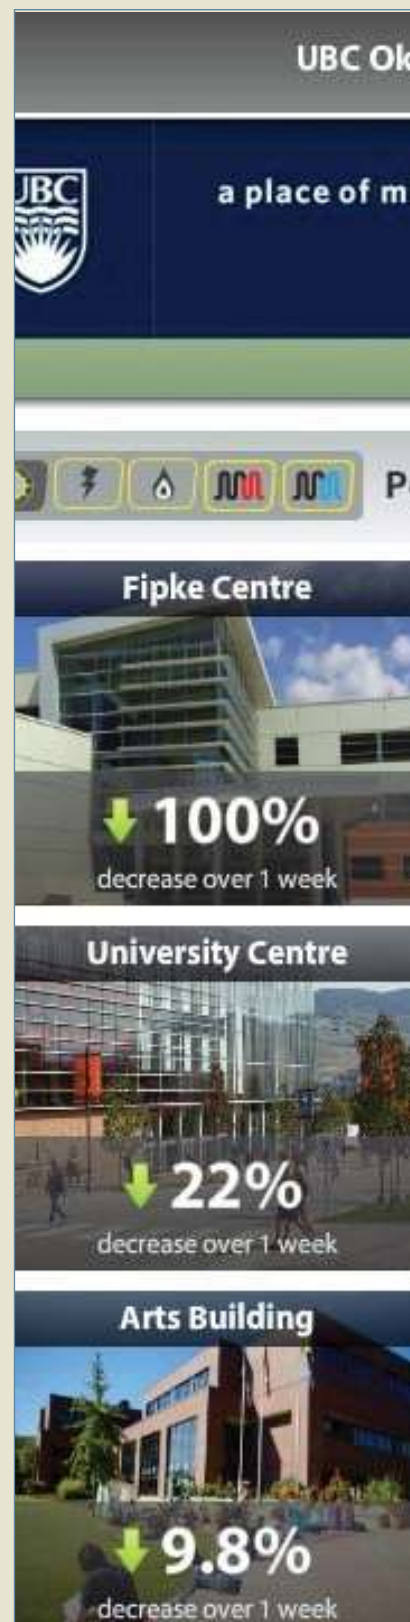 UBC Ok
UBC
a place of m
P
Fipke Centre
100%
decrease over 1 week
University Centre
22%
decrease over 1 week
Arts Building
9.8%
decrease over 1 week